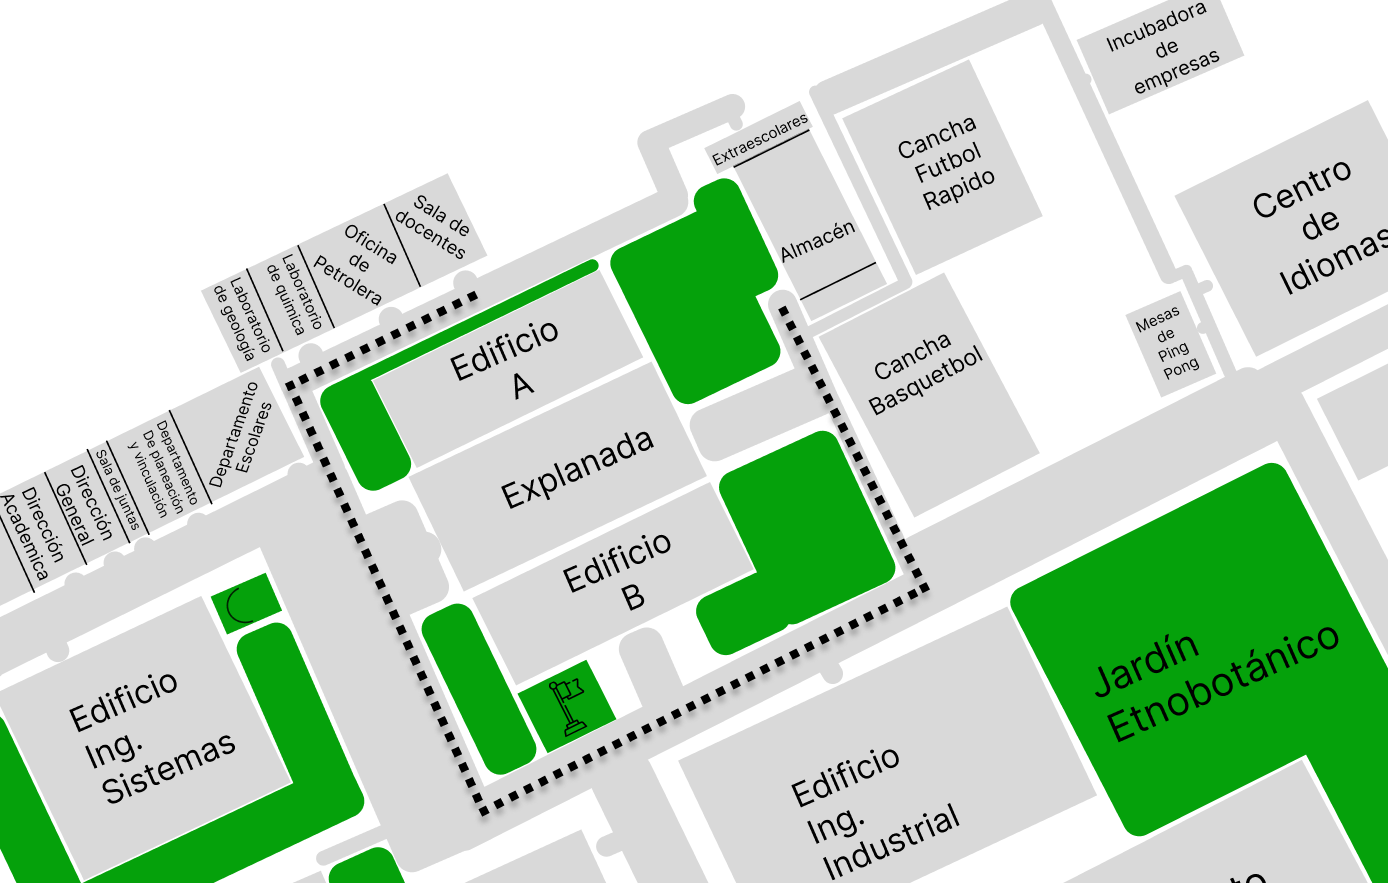 Incubadora
de
empresas
Extraescolares
Cancha
Futbol
Rapido
Centro
de
Idiomas
Sala de
docentes
Oficina
de
Petrolera
Laboratorio
de química
Laboratorio
de geología
Almacén
Mesas
de
Ping
Pong
Edificio
A
Cancha
Basquetbol
Departamento
Escolares
Departamento
De planeación
y vinculación
Sala de juntas
Dirección
General
Dirección
Academica
Explanada
Edificio
B
Jardín
Etnobotánico
Edificio
Ing.
Sistemas
Edificio
Ing.
Industrial